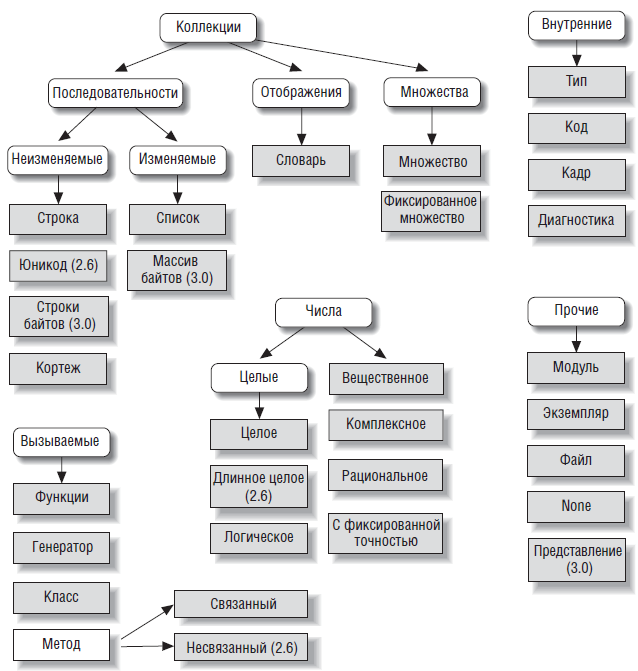 Коллекции
Последовательности
Отображения
Множества
Неизменяемые
Изменяемые
Словарь
Множество
Фиксированное
множество
Строка
Список
Юникод (2.6)
Массив
байтов (3.0)
Строки
байтов (3.0)
Кортеж
Внутренние
Тип
Код
Кадр
Диагностика
Числа
Целые
Вещественное
Целое
Комплексное
Длинное целое
(2.6)
Рациональное
Логическое
С фиксированной
точностью
Прочие
Модуль
Экземпляр
Файл
None
Представление
(3.0)
Вызываемые
Функции
Генератор
Класс
Метод
Связанный
Несвязанный (2.6)